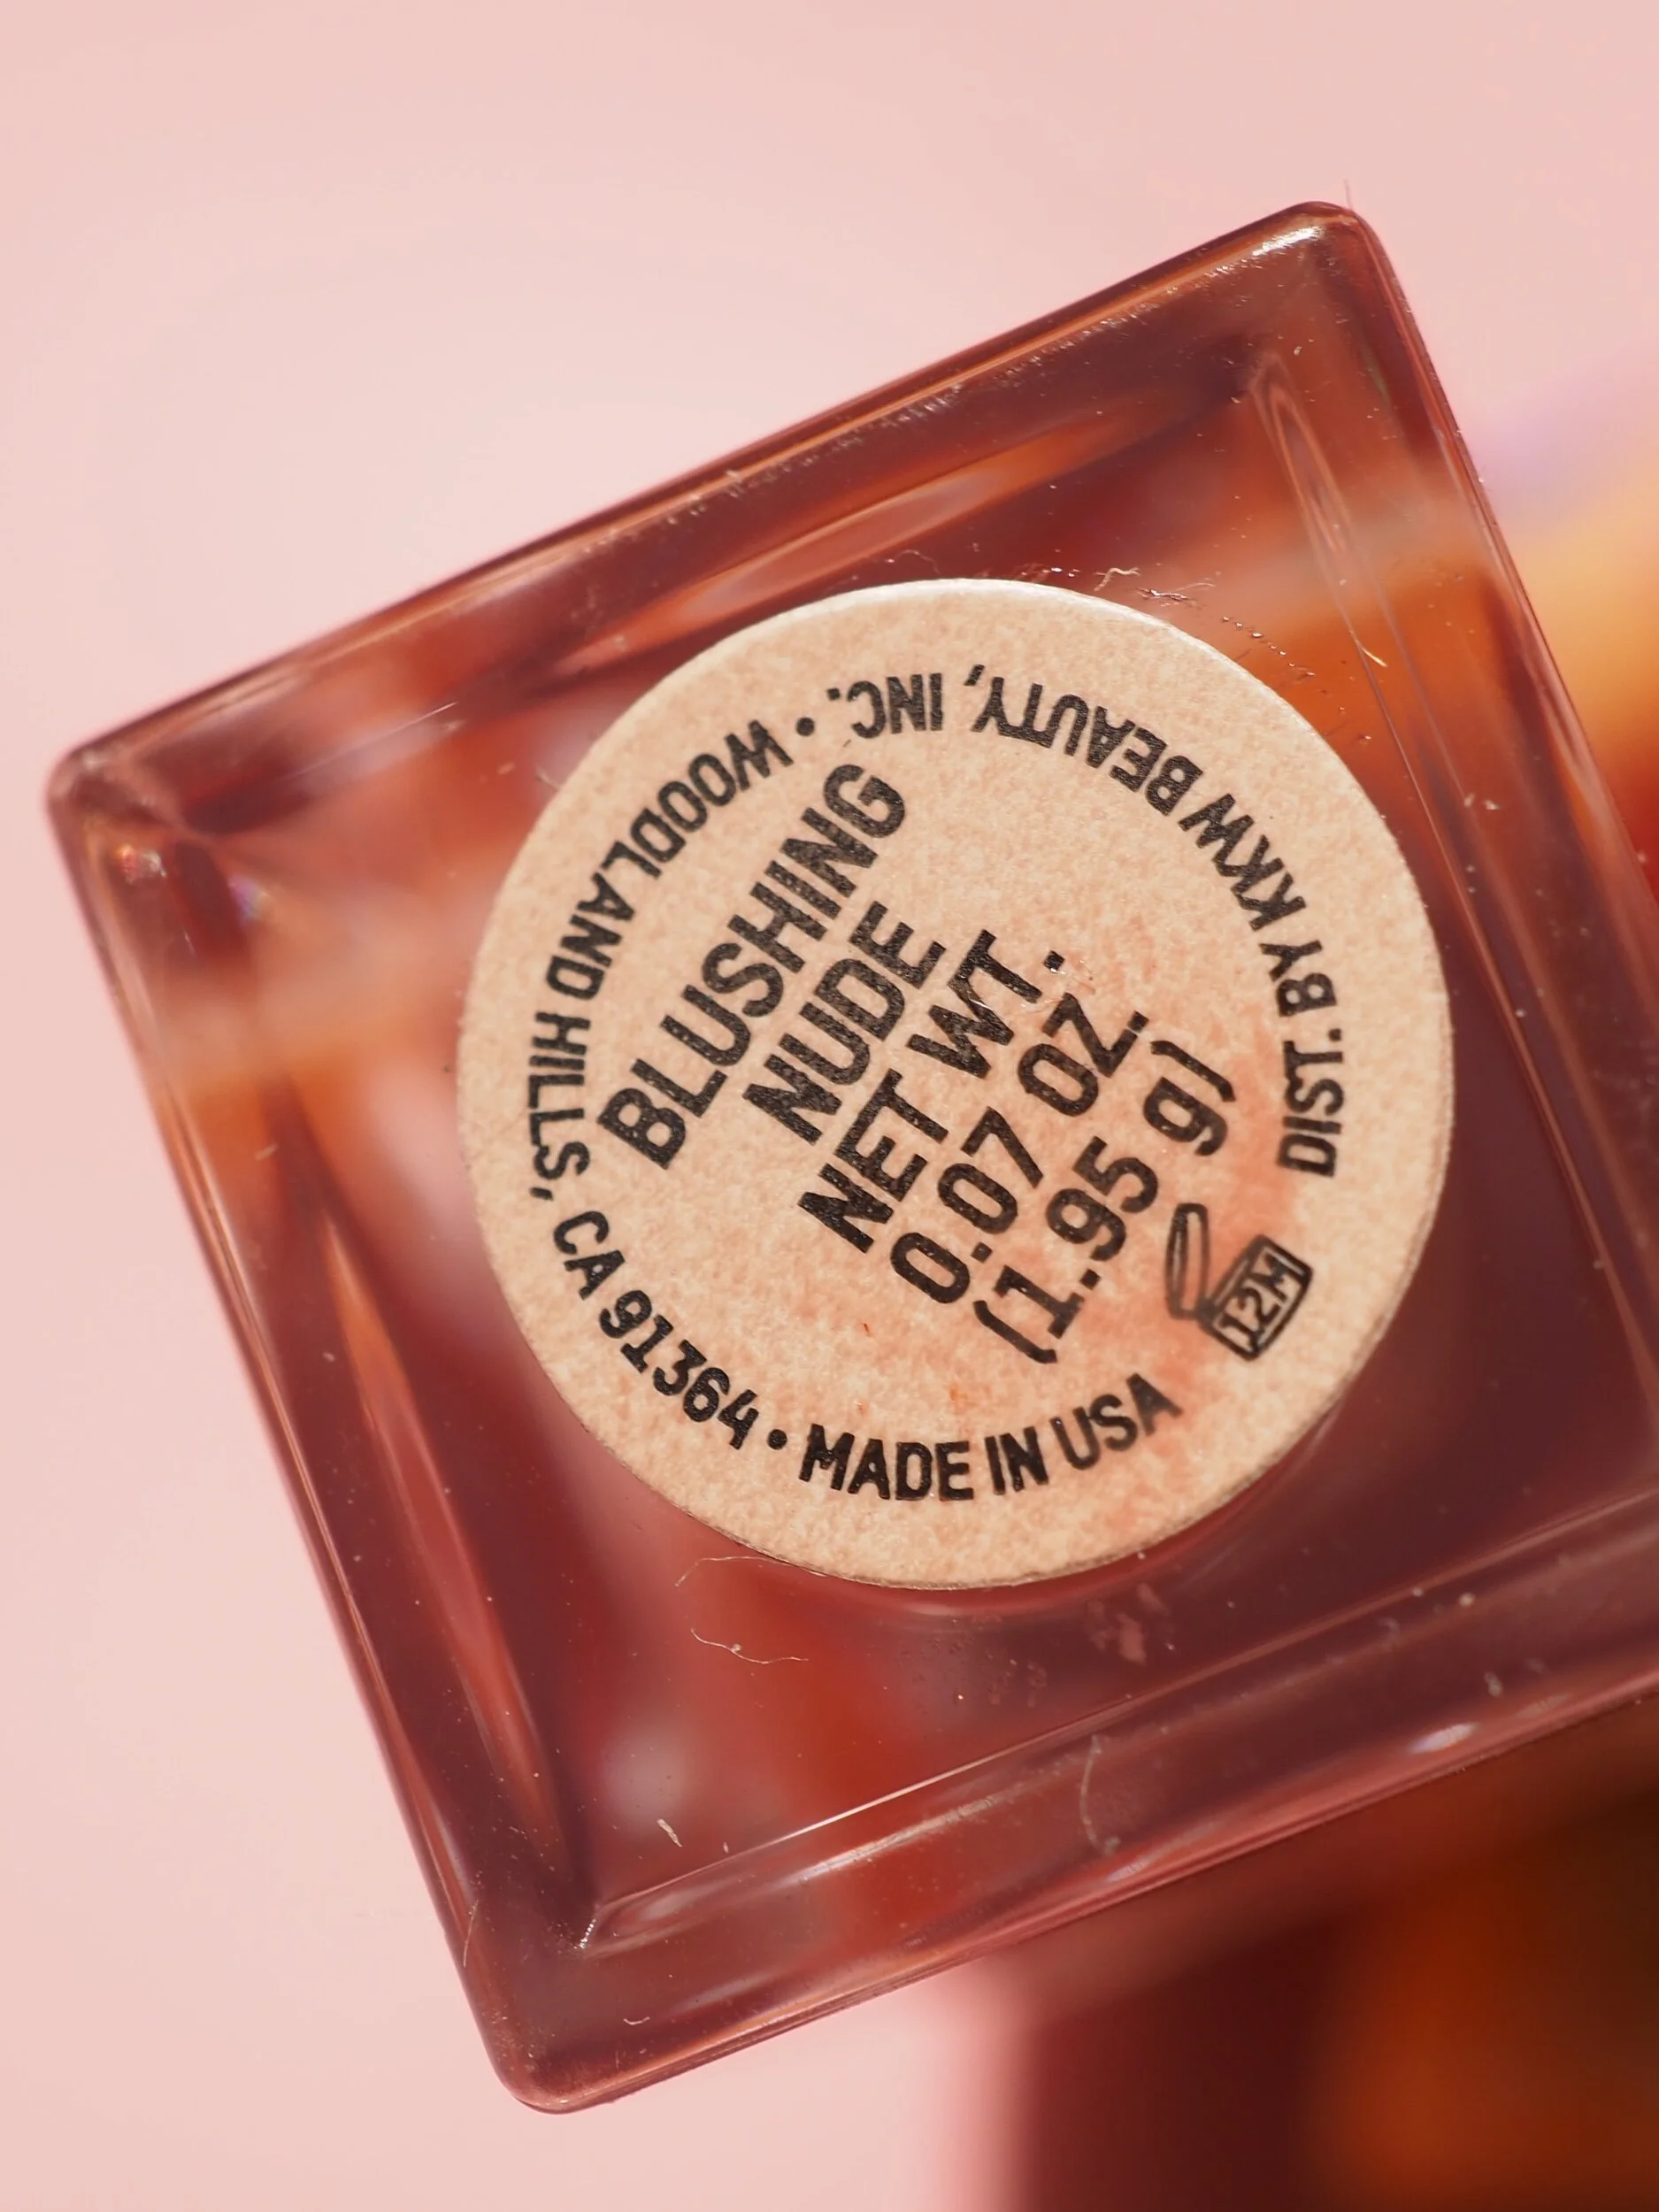 BLUSHING
NUDE
NET WT.
0.07 OZ.
(1.95 g)
12M
DIST. BY KKW BEAUTY, INC. • WOODLAND HILLS, CA 91364 • MADE IN USA